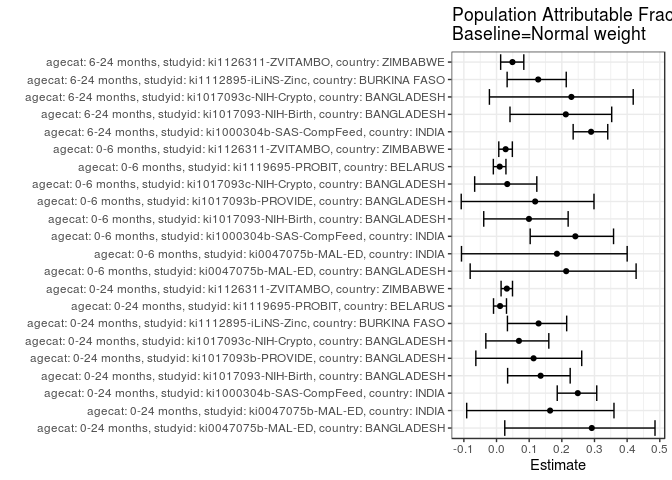 Population Attributable Frac
Baseline=Normal weight
agecat: 6-24 months, studyid: ki1126311-ZVITAMBO, country: ZIMBABWE
agecat: 6-24 months, studyid: ki1112895-iLiNS-Zinc, country: BURKINA FASO
agecat: 6-24 months, studyid: ki1017093c-NIH-Crypto, country: BANGLADESH
agecat: 6-24 months, studyid: ki1017093-NIH-Birth, country: BANGLADESH
agecat: 6-24 months, studyid: ki1000304b-SAS-CompFeed, country: INDIA
agecat: 0-6 months, studyid: ki1126311-ZVITAMBO, country: ZIMBABWE
agecat: 0-6 months, studyid: ki1119695-PROBIT, country: BELARUS
agecat: 0-6 months, studyid: ki1017093c-NIH-Crypto, country: BANGLADESH
agecat: 0-6 months, studyid: ki1017093b-PROVIDE, country: BANGLADESH
agecat: 0-6 months, studyid: ki1017093-NIH-Birth, country: BANGLADESH
agecat: 0-6 months, studyid: ki1000304b-SAS-CompFeed, country: INDIA
agecat: 0-6 months, studyid: ki0047075b-MAL-ED, country: INDIA
agecat: 0-6 months, studyid: ki0047075b-MAL-ED, country: BANGLADESH
agecat: 0-24 months, studyid: ki1126311-ZVITAMBO, country: ZIMBABWE
agecat: 0-24 months, studyid: ki1119695-PROBIT, country: BELARUS
agecat: 0-24 months, studyid: ki1112895-iLiNS-Zinc, country: BURKINA FASO
agecat: 0-24 months, studyid: ki1017093c-NIH-Crypto, country: BANGLADESH
agecat: 0-24 months, studyid: ki1017093b-PROVIDE, country: BANGLADESH
agecat: 0-24 months, studyid: ki1017093-NIH-Birth, country: BANGLADESH
agecat: 0-24 months, studyid: ki1000304b-SAS-CompFeed, country: INDIA
agecat: 0-24 months, studyid: ki0047075b-MAL-ED, country: INDIA
agecat: 0-24 months, studyid: ki0047075b-MAL-ED, country: BANGLADESH
-0.1 0.0 0.1 0.2 0.3 0.4 0.5
Estimate